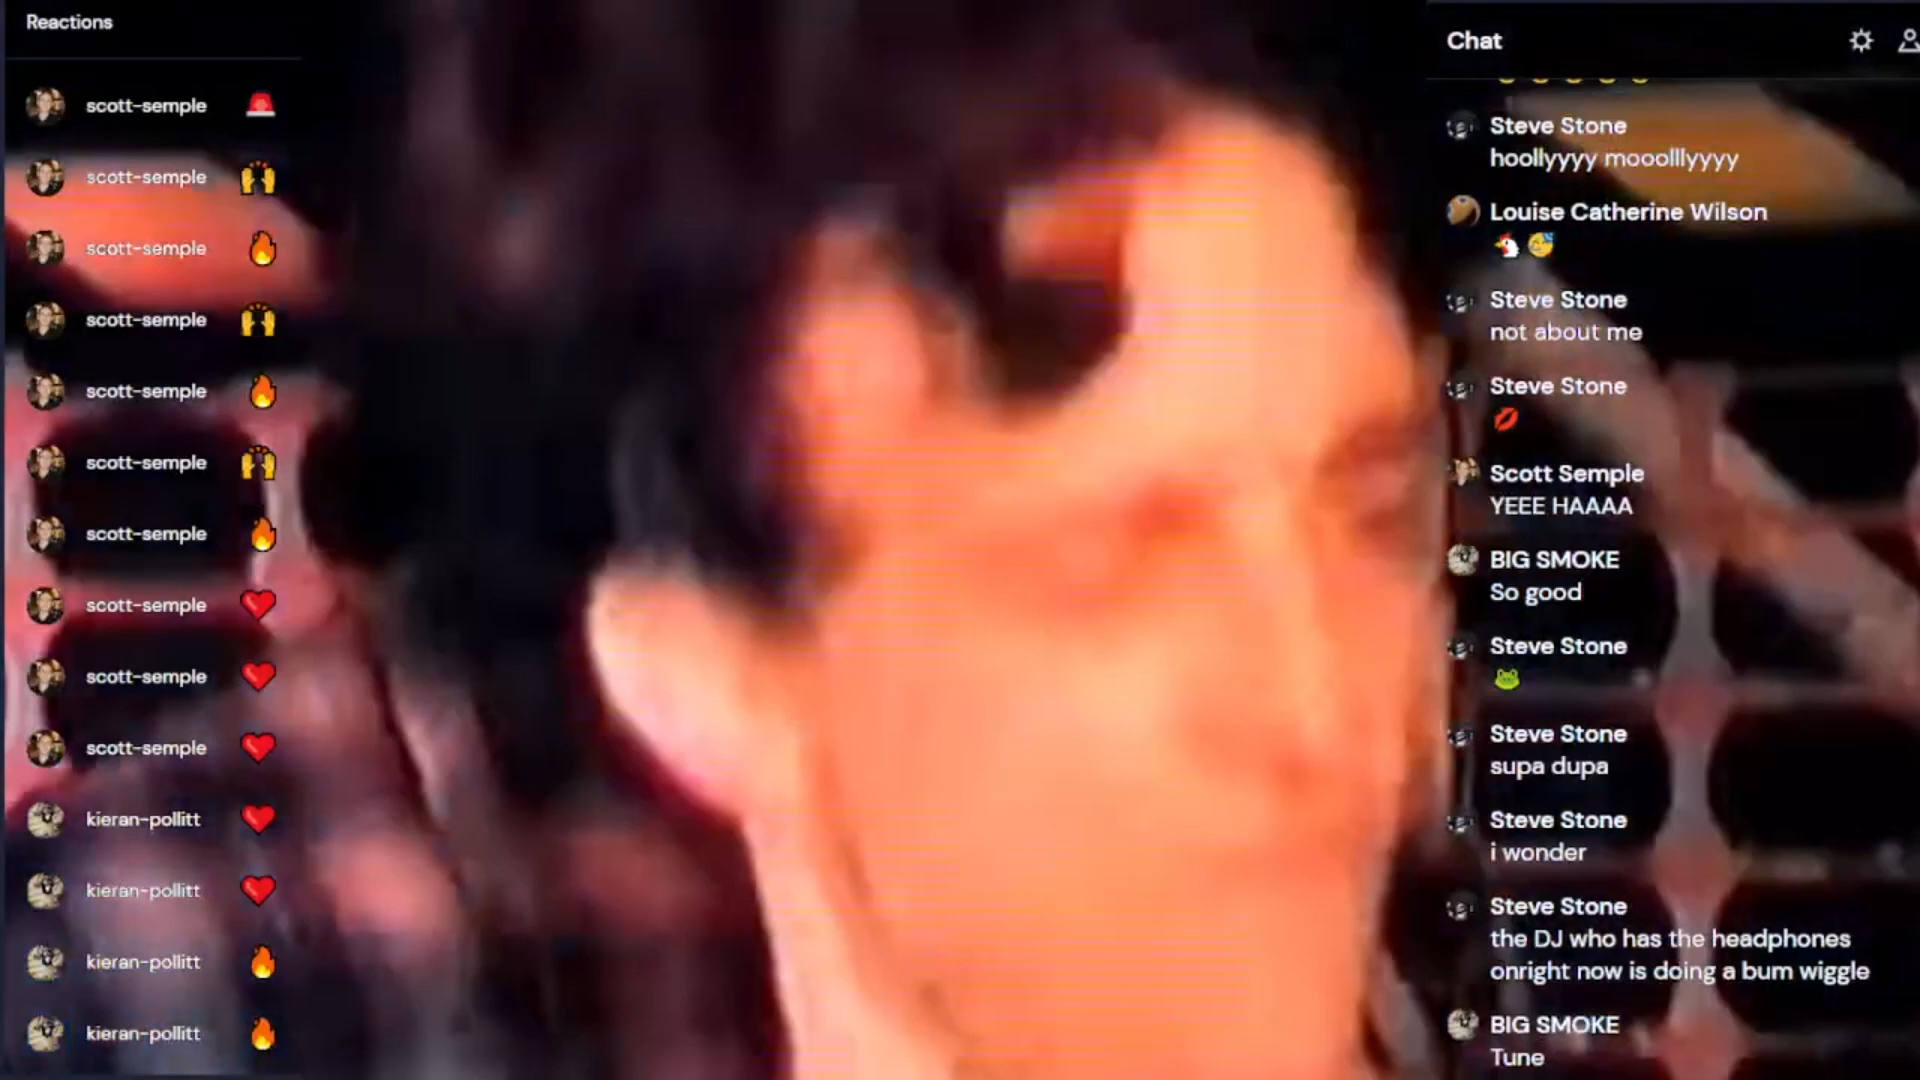 Reactions
scott-semple
scott-semple
scott-semple
scott-semple
scott-semple
scott-semple
scott-semple
scott-semple
scott-semple
scott-semple
kieran-pollitt
kieran-pollitt
kieran-pollitt
kieran-pollitt
Chat
Steve Stone
hoollyyyy mooolllyyyy
Louise Catherine Wilson
Steve Stone
not about me
Steve Stone
Scott Semple
YEEE HAAAA
BIG SMOKE
So good
Steve Stone
Steve Stone
supa dupa
Steve Stone
i wonder
Steve Stone
the DJ who has the headphones
onright now is doing a bum wiggle
BIG SMOKE
Tune